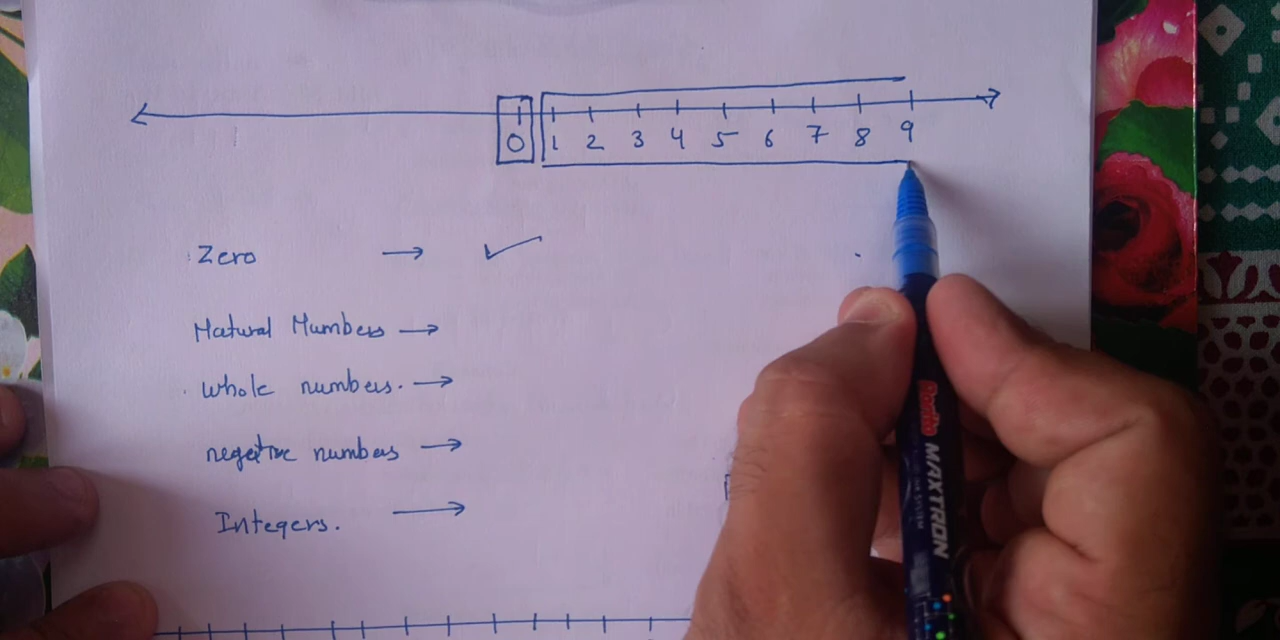 0 1 2 3 4 5 6 7 8 9
Zero → ✓
Natural Numbers →
Whole numbers. →
negative numbers →
Integers. →
MAXTRON